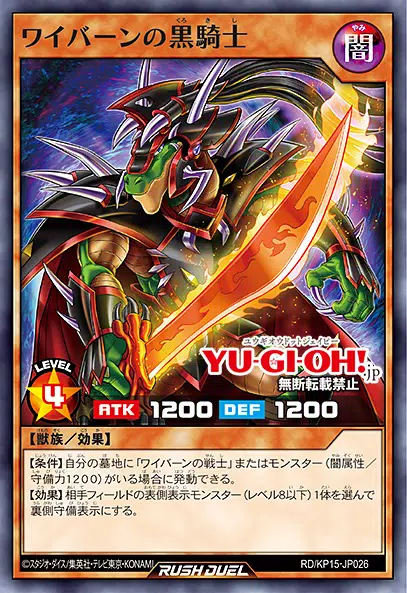 くろきし
ワイバーンの黒騎士
やみ
闇
ユウギオウドットジェイピー
YU-GI-OH!.jp
無断転載禁止
LEVEL
4
ATK 1200 DEF 1200
【獣族／効果】
【条件】自分の墓地に「ワイバーンの戦士」またはモンスター（闇属性／
守備力1200）がいる場合に発動できる。
【効果】相手フィールドの表側表示モンスター（レベル8以下）1体を選んで
裏側守備表示にする。
©スタジオ・ダイス/集英社・テレビ東京・KONAMI
RUSH DUEL
RD/KP15-JP026